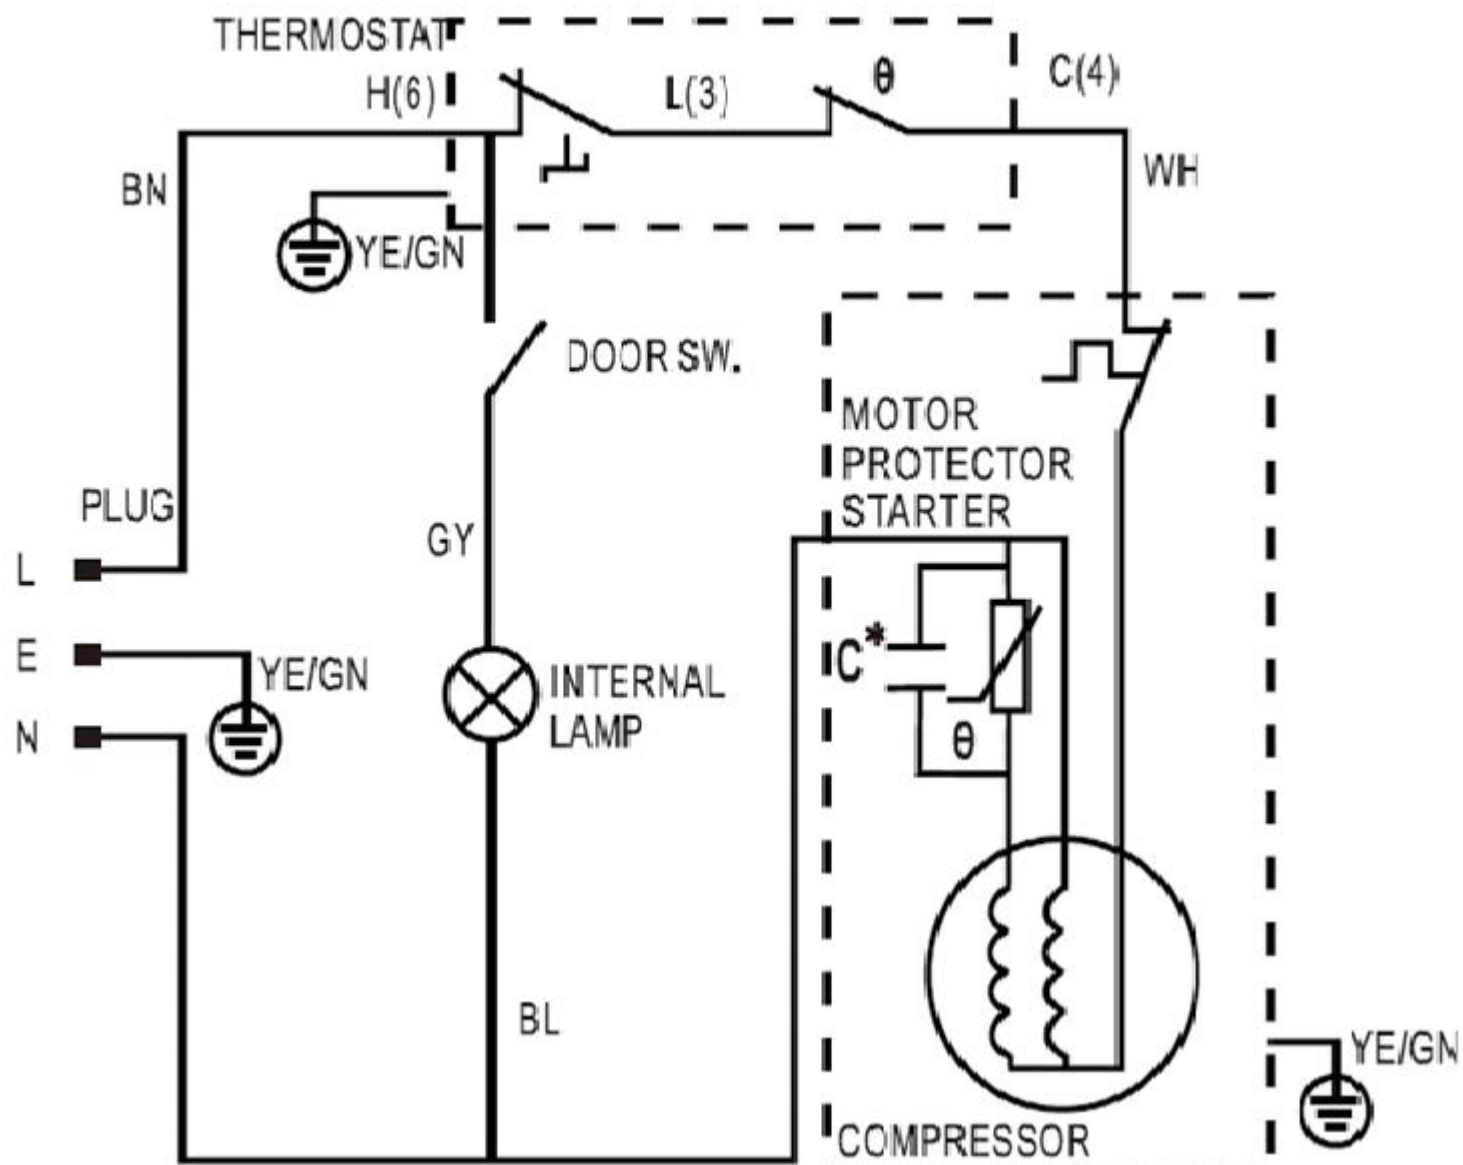 THERMOSTAT
H(6)
L(3)
θ
C(4)
BN
WH
YE/GN
DOOR SW.
MOTOR
PROTECTOR
STARTER
PLUG
GY
L
E
YE/GN
C*
INTERNAL
LAMP
N
θ
BL
YE/GN
COMPRESSOR